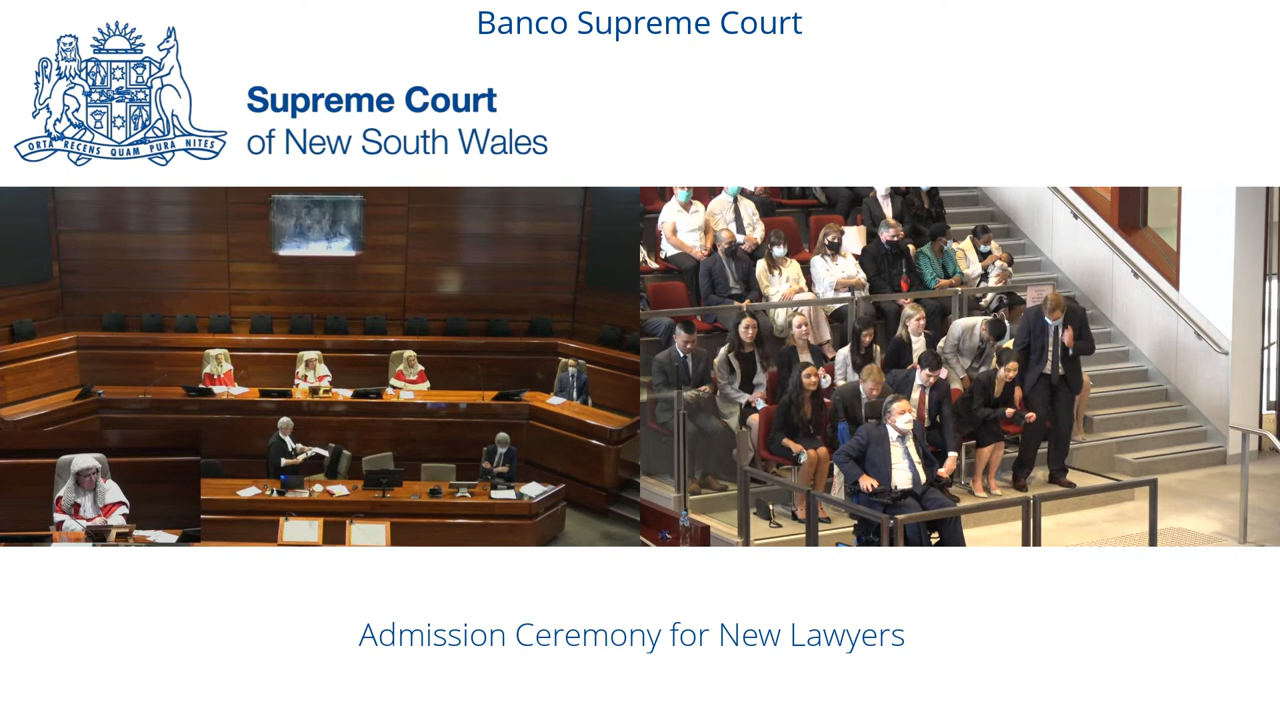 Banco Supreme Court
Supreme Court
of New South Wales
ORTA RECENS QUAM PURA NITES
Admission Ceremony for New Lawyers